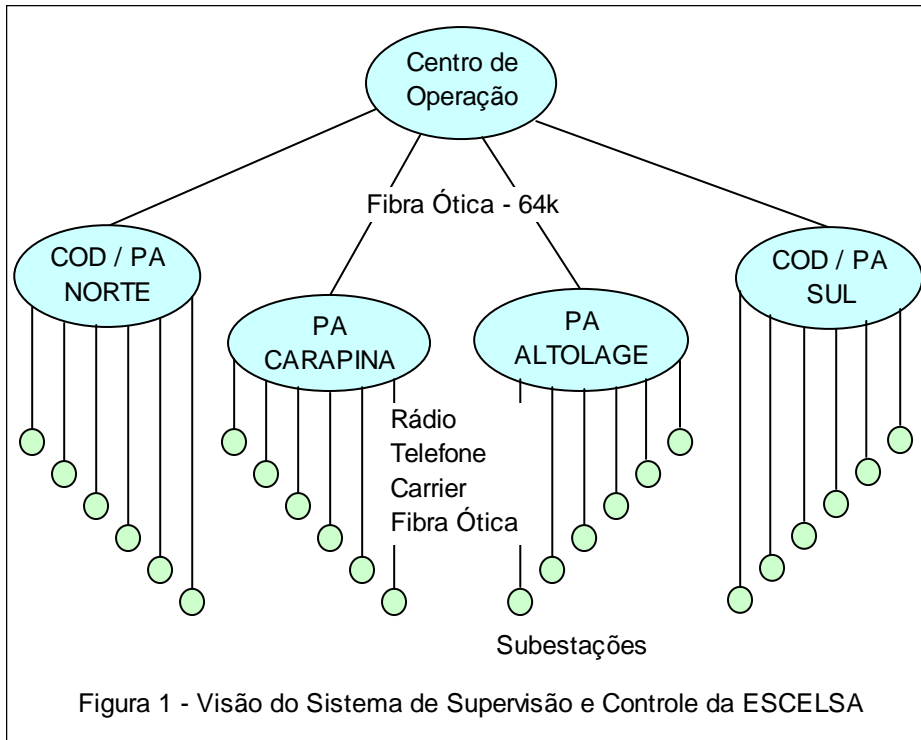 Centro de
Operação
Fibra Ótica - 64k
COD / PA
NORTE
PA
CARAPINA
PA
ALTOLAGE
COD / PA
SUL
Rádio
Telefone
Carrier
Fibra Ótica
Subestações
Figura 1 - Visão do Sistema de Supervisão e Controle da ESCELSA